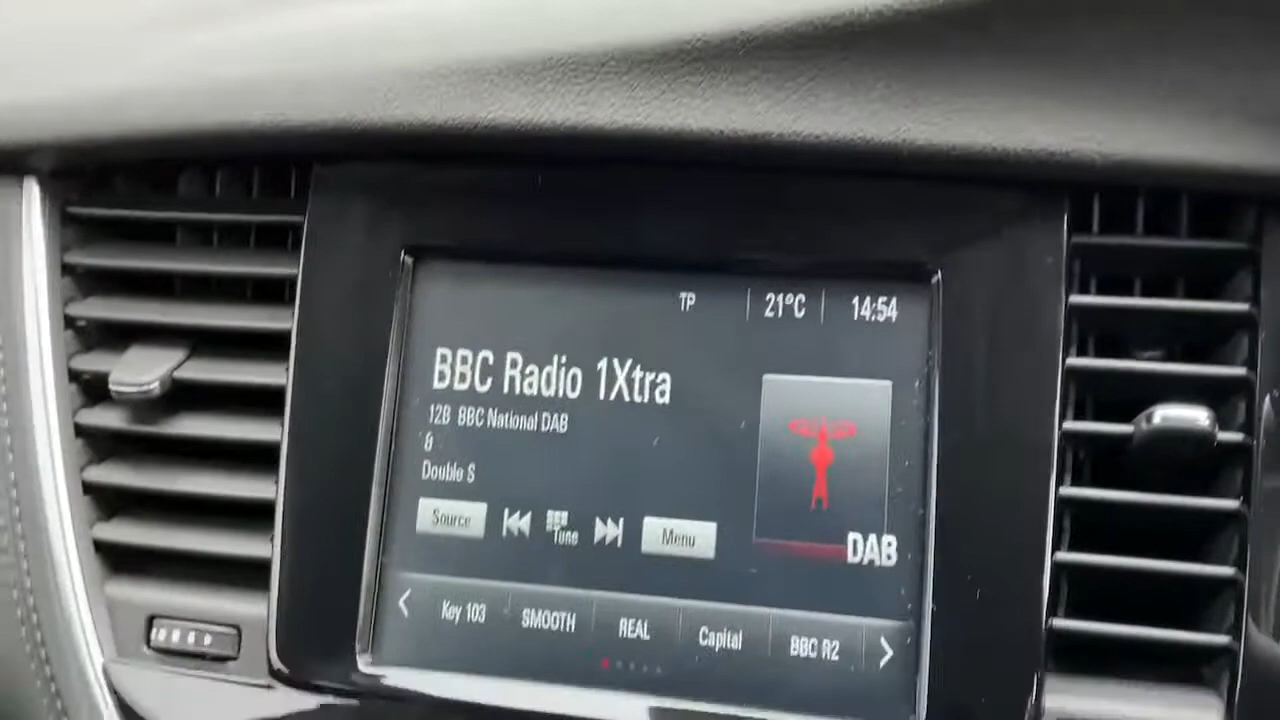 TP 21°C 14:54
BBC Radio 1Xtra
12B BBC National DAB
&
Double S
Source Tune Menu
DAB
Key 103 SMOOTH REAL Capital BBC R2